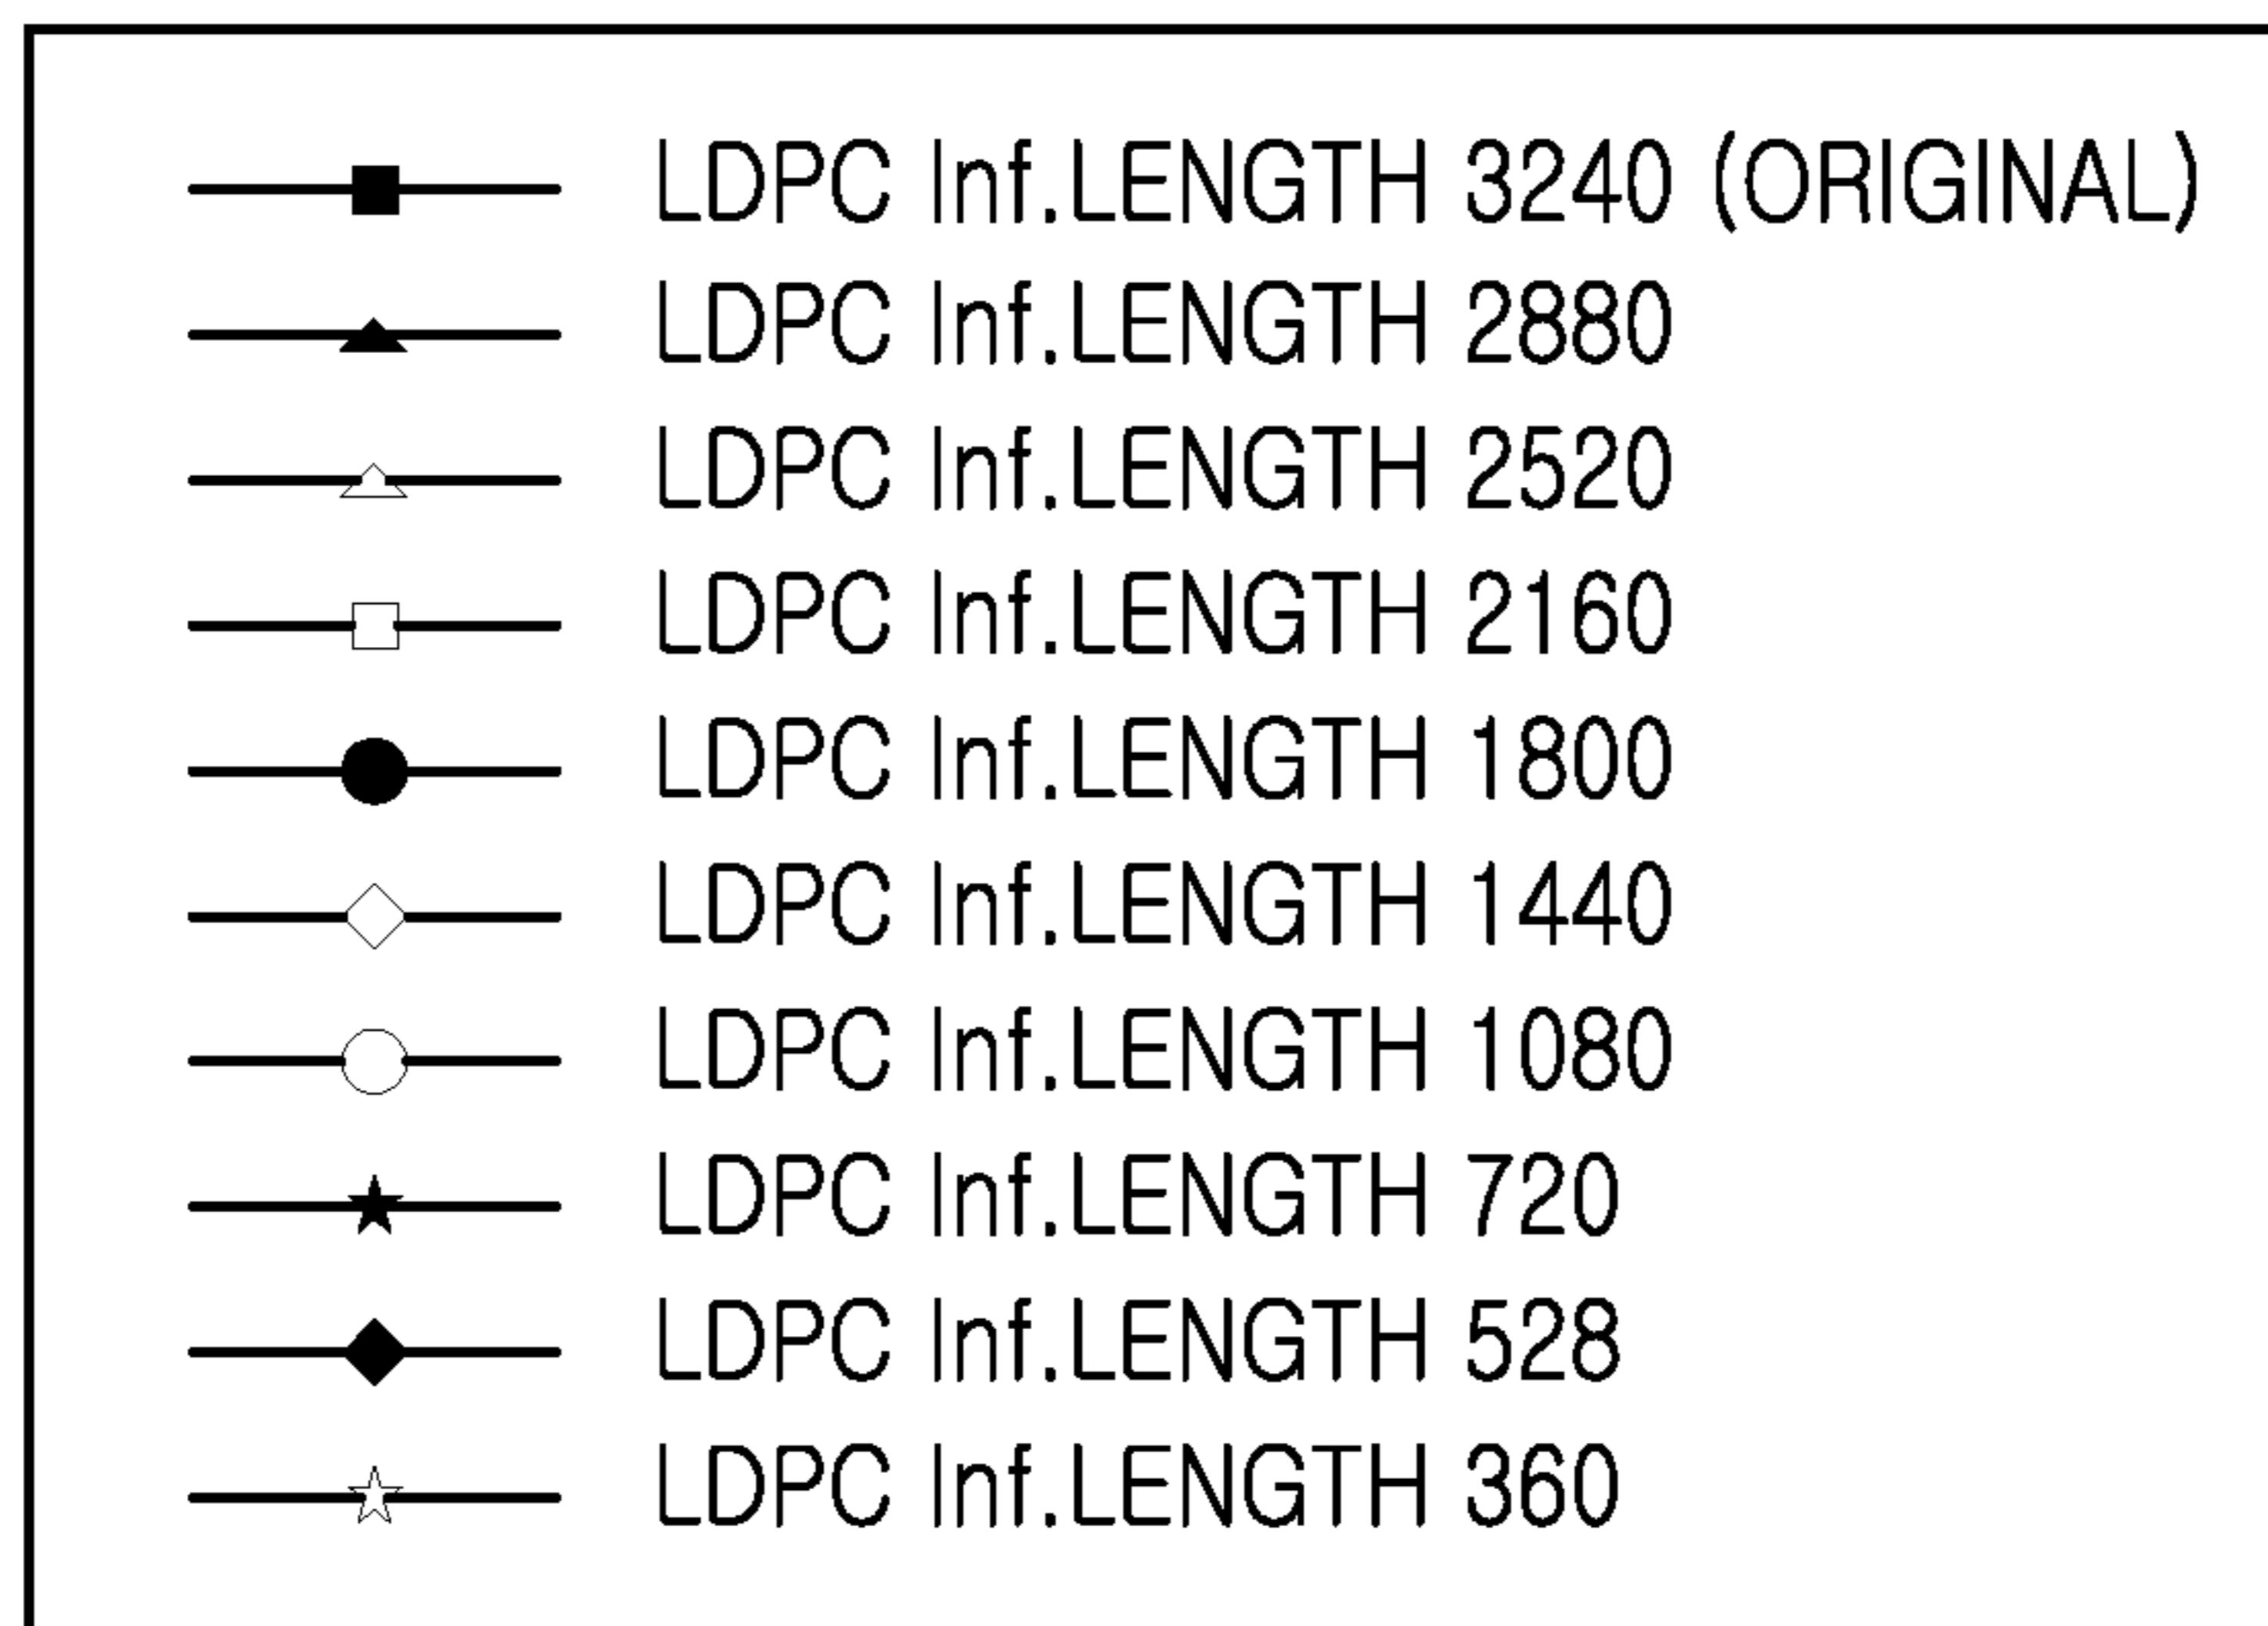 LDPC Inf.LENGTH 3240 (ORIGINAL)
LDPC Inf.LENGTH 2880
LDPC Inf.LENGTH 2520
LDPC Inf.LENGTH 2160
LDPC Inf.LENGTH 1800
LDPC Inf.LENGTH 1440
LDPC Inf.LENGTH 1080
LDPC Inf.LENGTH 720
LDPC Inf.LENGTH 528
LDPC Inf.LENGTH 360